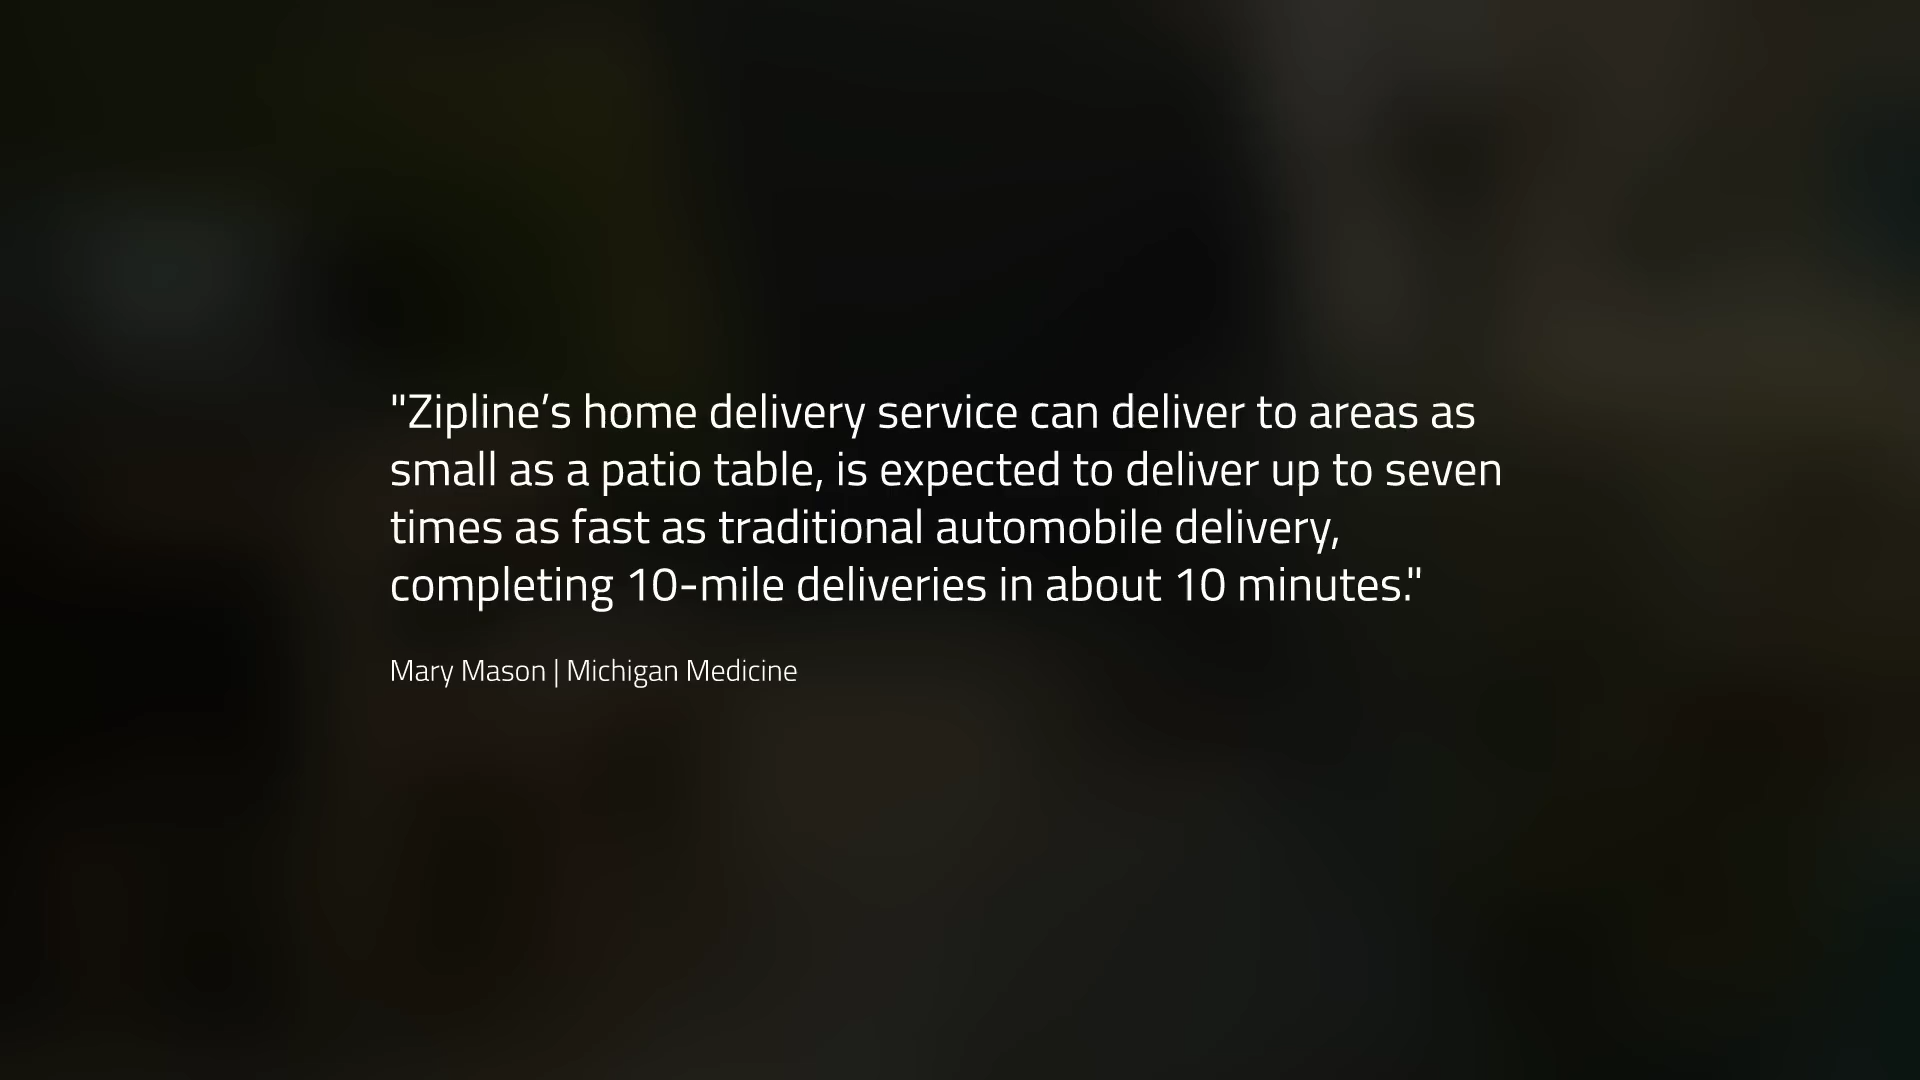 "Zipline’s home delivery service can deliver to areas as
small as a patio table, is expected to deliver up to seven
times as fast as traditional automobile delivery,
completing 10-mile deliveries in about 10 minutes."
Mary Mason | Michigan Medicine